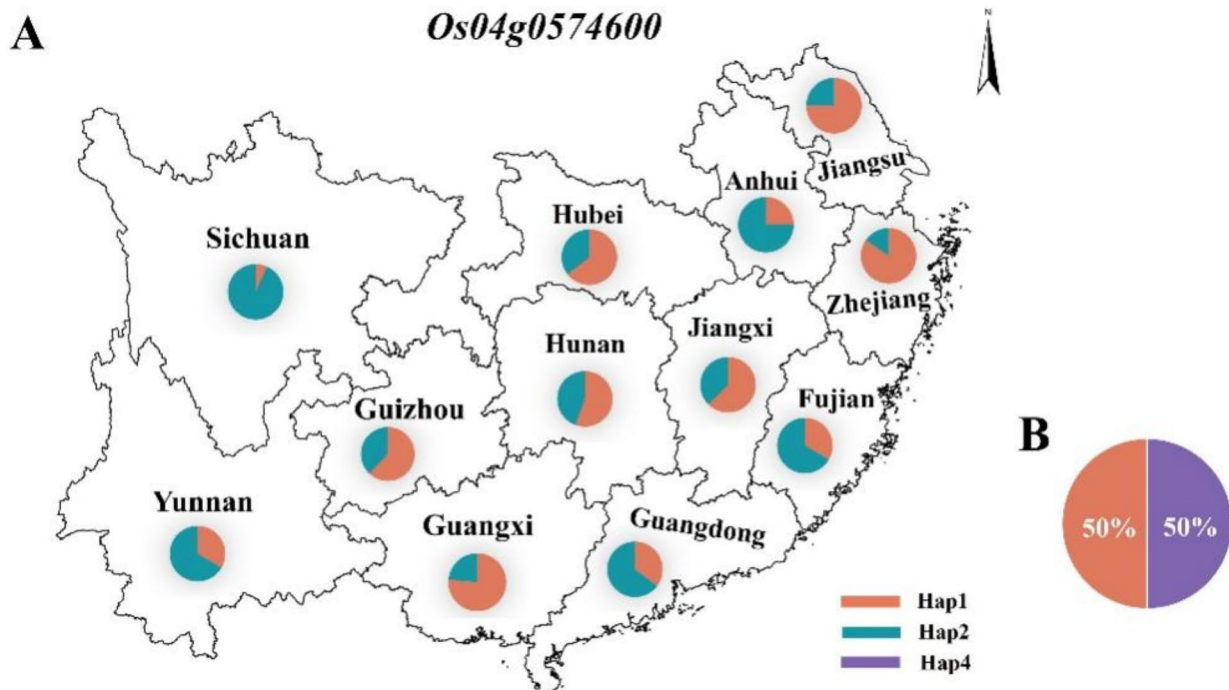 A
Os04g0574600
N
Jiangsu
Anhui
Hubei
Sichuan
Zhejiang
Jiangxi
Hunan
Fujian
Guizhou
B
Yunnan
Guangxi
Guangdong
50% 50%
Hap1
Hap2
Hap4